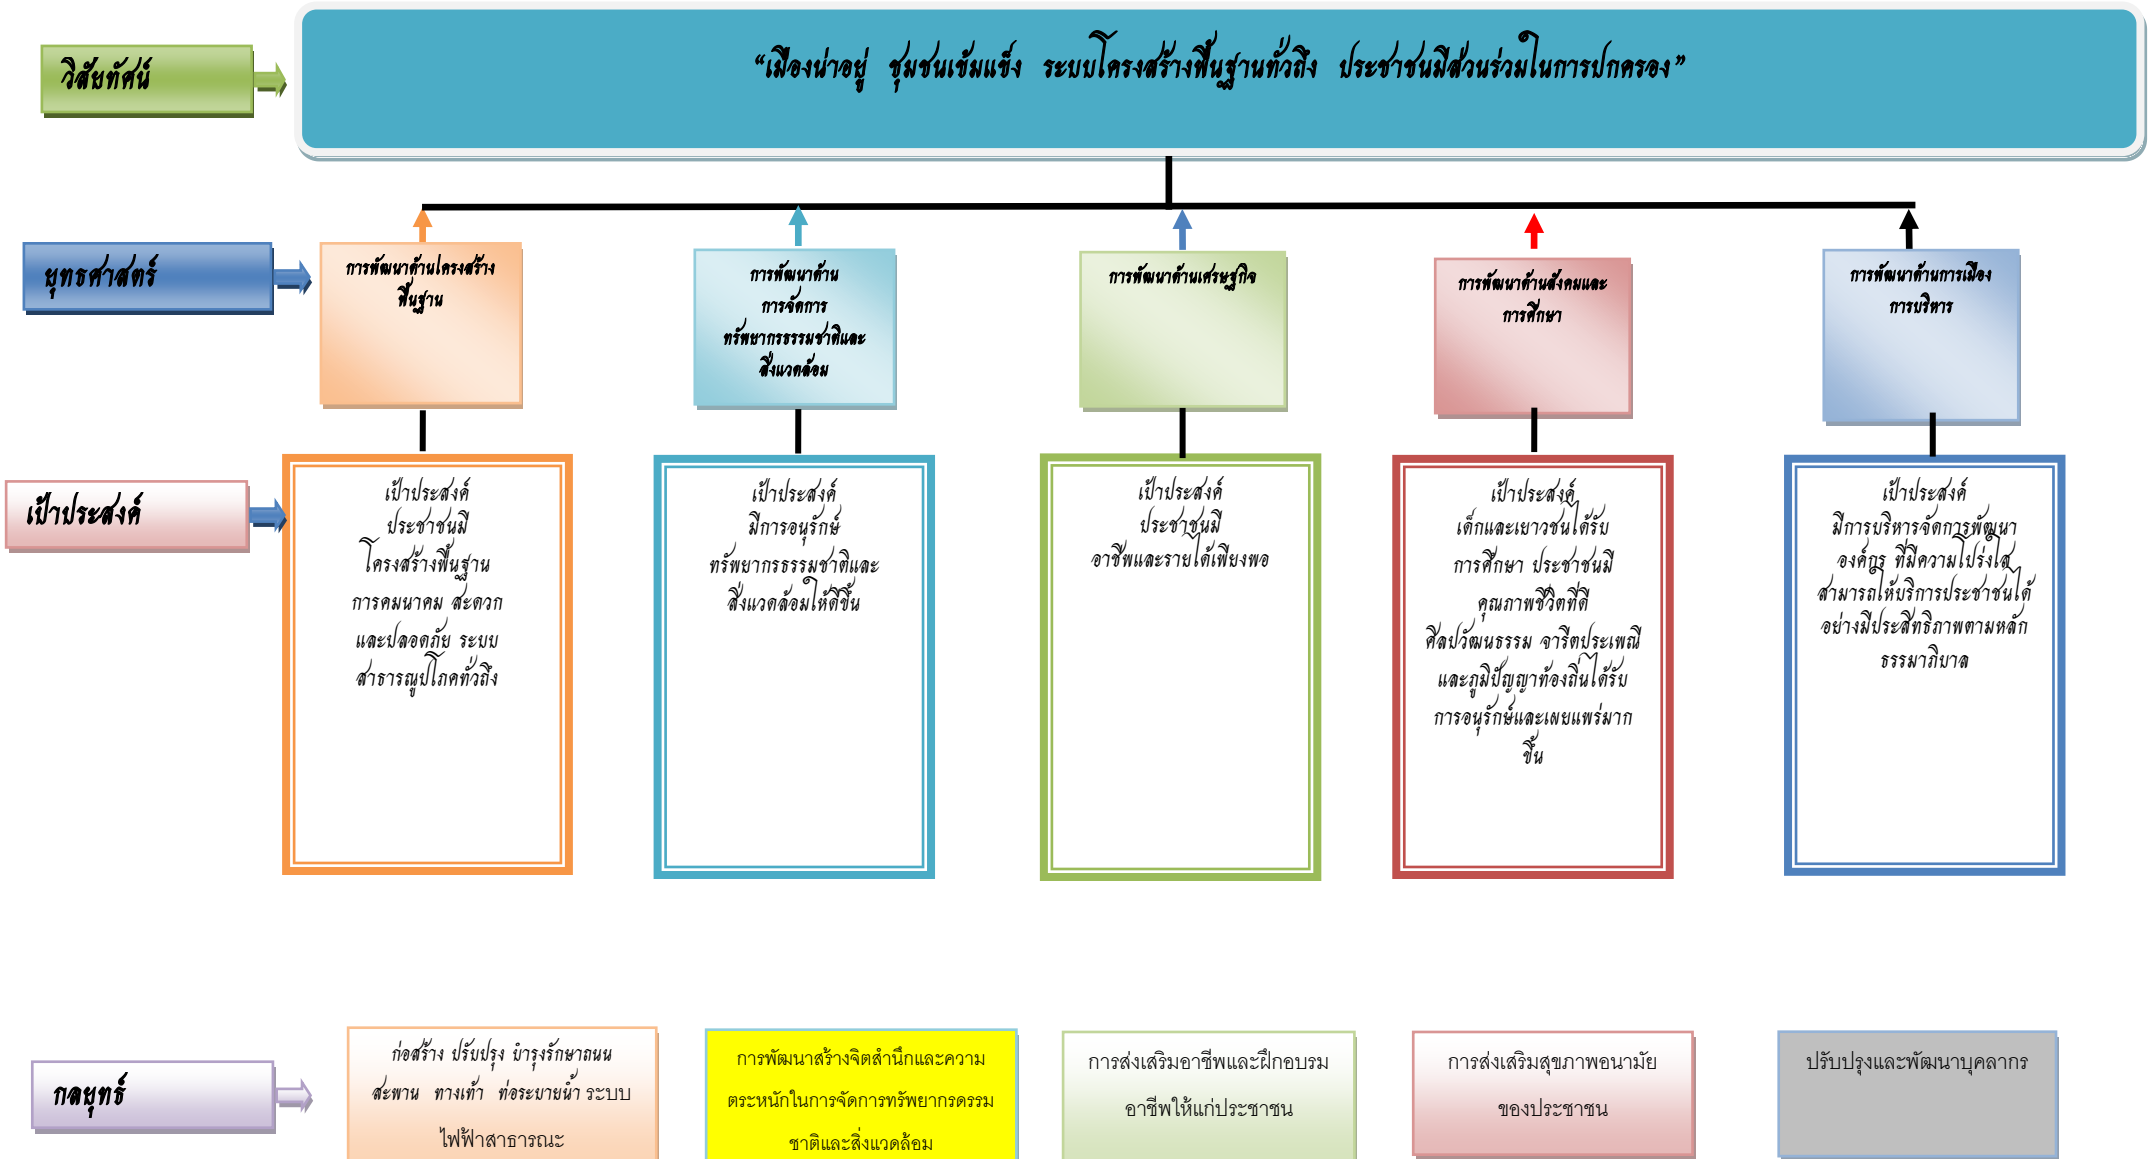 วิสัยทัศน์
“เมืองน่าอยู่ ชุมชนเข้มแข็ง ระบบโครงสร้างพื้นฐานทั่วถึง ประชาชนมีส่วนร่วมในการปกครอง”
ยุทธศาสตร์
การพัฒนาด้านโครงสร้าง
พื้นฐาน
การพัฒนาด้าน
การจัดการ
ทรัพยากรธรรมชาติและ
สิ่งแวดล้อม
การพัฒนาด้านเศรษฐกิจ
การพัฒนาด้านสังคมและ
การศึกษา
การพัฒนาด้านการเมือง
การบริหาร
เป้าประสงค์
เป้าประสงค์
ประชาชนมี
โครงสร้างพื้นฐาน
การคมนาคม สะดวก
และปลอดภัย ระบบ
สาธารณูปโภคทั่วถึง
เป้าประสงค์
มีการอนุรักษ์
ทรัพยากรธรรมชาติและ
สิ่งแวดล้อมให้ดีขึ้น
เป้าประสงค์
ประชาชนมี
อาชีพและรายได้เพียงพอ
เป้าประสงค์
เด็กและเยาวชนได้รับ
การศึกษา ประชาชนมี
คุณภาพชีวิตที่ดี
ศิลปวัฒนธรรม จารีตประเพณี
และภูมิปัญญาท้องถิ่นได้รับ
การอนุรักษ์และเผยแพร่มาก
ขึ้น
เป้าประสงค์
มีการบริหารจัดการพัฒนา
องค์กร ที่มีความโปร่งใส
สามารถให้บริการประชาชนได้
อย่างมีประสิทธิภาพตามหลัก
ธรรมาภิบาล
กลยุทธ์
ก่อสร้าง ปรับปรุง บำรุงรักษาถนน
สะพาน ทางเท้า ท่อระบายน้ำ ระบบ
ไฟฟ้าสาธารณะ
การพัฒนาสร้างจิตสำนึกและความ
ตระหนักในการจัดการทรัพยากดรรม
ชาติและสิ่งแวดล้อม
การส่งเสริมอาชีพและฝึกอบรม
อาชีพให้แก่ประชาชน
การส่งเสริมสุขภาพอนามัย
ของประชาชน
ปรับปรุงและพัฒนาบุคลากร